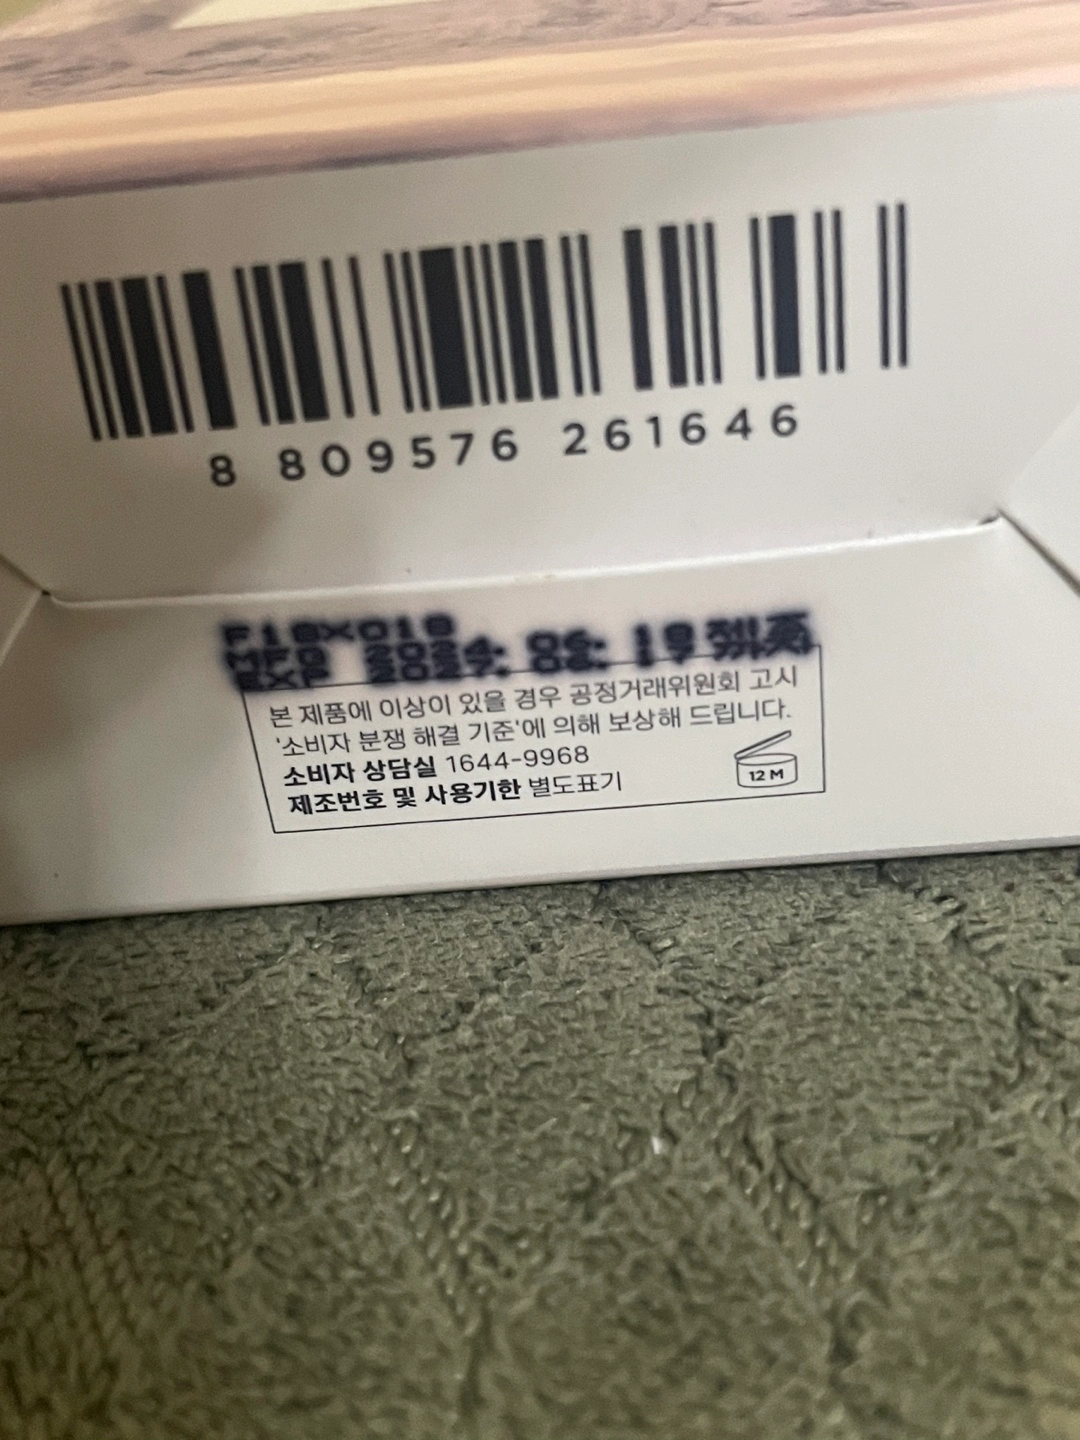 8 809576 261646
F18X018
MFG
EXP
본 제품에 이상이 있을 경우 공정거래위원회 고시
'소비자 분쟁 해결 기준'에 의해 보상해 드립니다.
소비자 상담실 1644-9968
제조번호 및 사용기한 별도표기
12 M